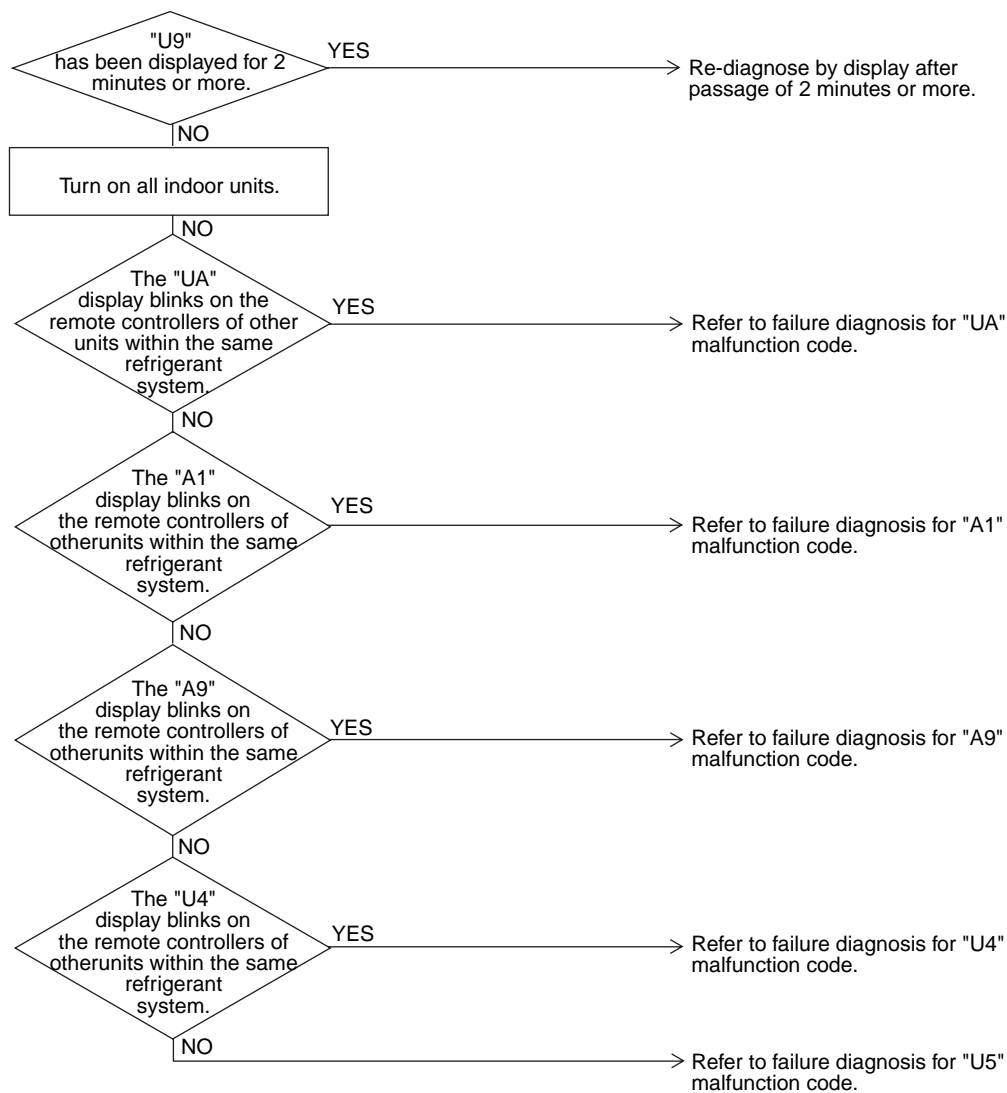 "U9"
has been displayed for 2
minutes or more.
YES
Re-diagnose by display after
passage of 2 minutes or more.
NO
Turn on all indoor units.
NO
The "UA"
display blinks on the
remote controllers of other
units within the same
refrigerant
system.
YES
Refer to failure diagnosis for "UA"
malfunction code.
NO
The "A1"
display blinks on
the remote controllers of
otherunits within the same
refrigerant
system.
YES
Refer to failure diagnosis for "A1"
malfunction code.
NO
The "A9"
display blinks on
the remote controllers of
otherunits within the same
refrigerant
system.
YES
Refer to failure diagnosis for "A9"
malfunction code.
NO
The "U4"
display blinks on
the remote controllers of
otherunits within the same
refrigerant
system.
YES
Refer to failure diagnosis for "U4"
malfunction code.
NO
Refer to failure diagnosis for "U5"
malfunction code.